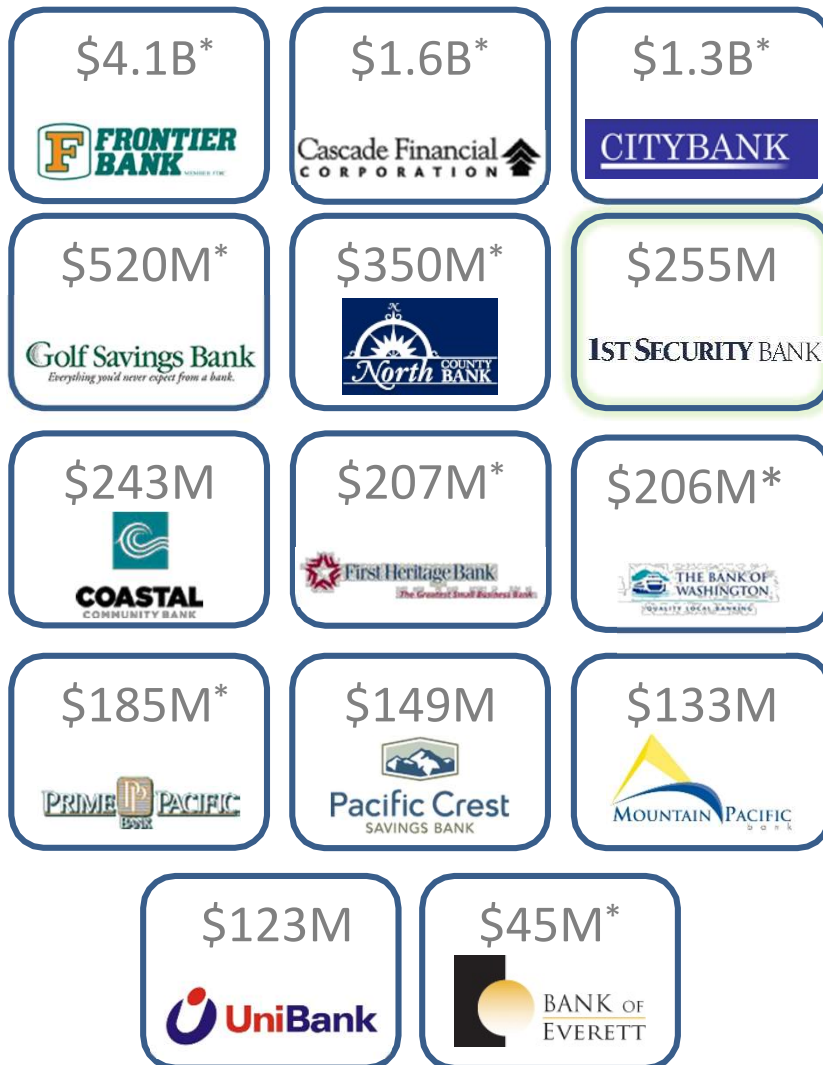 $4.1B*
FRONTIER
BANK
MEMBER FDIC
$1.6B*
Cascade Financial
CORPORATION
$1.3B*
CITYBANK
$520M*
Golf Savings Bank
Everything you'd never expect from a bank.
$350M*
N
North COUNTY BANK
$255M
1ST SECURITY BANK
$243M
COASTAL
COMMUNITY BANK
$207M*
First Heritage Bank
The Greatest Small Business Bank
$206M*
THE BANK OF
WASHINGTON
QUALITY LOCAL BANKING
$185M*
PRIME PP PACIFIC
BANK
$149M
Pacific Crest
SAVINGS BANK
$133M
MOUNTAIN PACIFIC
bank
$123M
UniBank
$45M*
BANK OF
EVERETT